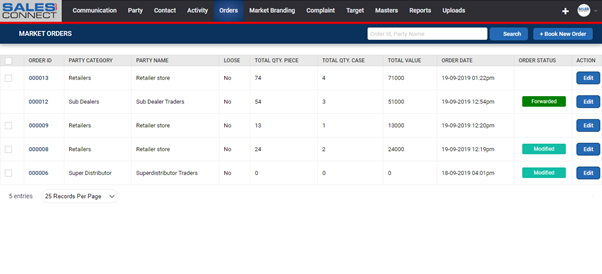 SALES
CONNECT
Communication Party Contact Activity Orders Market Branding Complaint Target Masters Reports Uploads
MARKET ORDERS
Order Id, Party Name
Search
+ Book New Order
ORDER ID PARTY CATEGORY PARTY NAME LOOSE TOTAL QTY. PIECE TOTAL QTY. CASE TOTAL VALUE ORDER DATE ORDER STATUS ACTION
000013 Retailers Retailer store No 74 4 71000 19-09-2019 01:22pm Edit
000012 Sub Dealers Sub Dealer Traders No 54 3 51000 19-09-2019 12:54pm Forwarded Edit
000009 Retailers Retailer store No 13 1 13000 19-09-2019 12:20pm Edit
000008 Retailers Retailer store No 24 2 24000 19-09-2019 12:19pm Modified Edit
000006 Super Distributor Superdistributor Traders No 0 0 0 18-09-2019 04:01pm Modified Edit
5 entries 25 Records Per Page